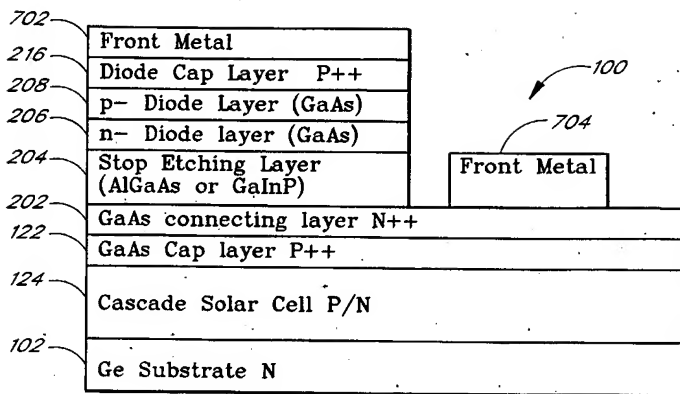 702
Front Metal
216
Diode Cap Layer P++
208
p- Diode Layer (GaAs)
206
n- Diode layer (GaAs)
204
Stop Etching Layer
(AlGaAs or GaInP)
100
704
Front Metal
202
GaAs connecting layer N++
122
GaAs Cap layer P++
124
Cascade Solar Cell P/N
102
Ge Substrate N